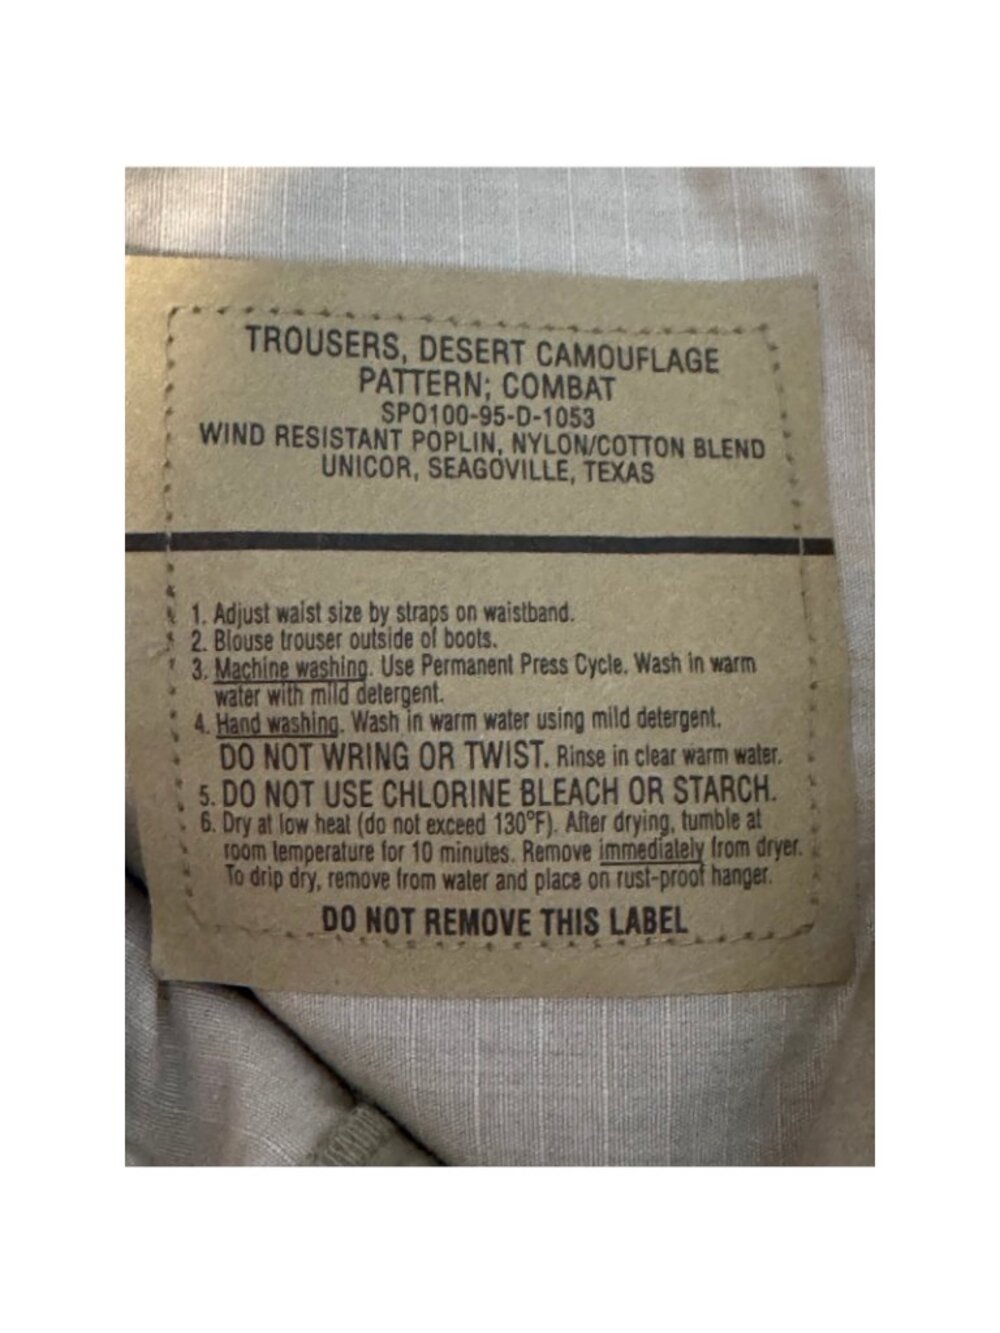 TROUSERS, DESERT CAMOUFLAGE
PATTERN; COMBAT
SPO100-95-D-1053
WIND RESISTANT POPLIN, NYLON/COTTON BLEND
UNICOR, SEAGOVILLE, TEXAS
1. Adjust waist size by straps on waistband.
2. Blouse trouser outside of boots.
3. Machine washing. Use Permanent Press Cycle. Wash in warm
water with mild detergent.
4. Hand washing. Wash in warm water using mild detergent.
DO NOT WRING OR TWIST. Rinse in clear warm water.
5. DO NOT USE CHLORINE BLEACH OR STARCH.
6. Dry at low heat (do not exceed 130°F). After drying, tumble at
room temperature for 10 minutes. Remove immediately from dryer.
To drip dry, remove from water and place on rust-proof hanger.
DO NOT REMOVE THIS LABEL